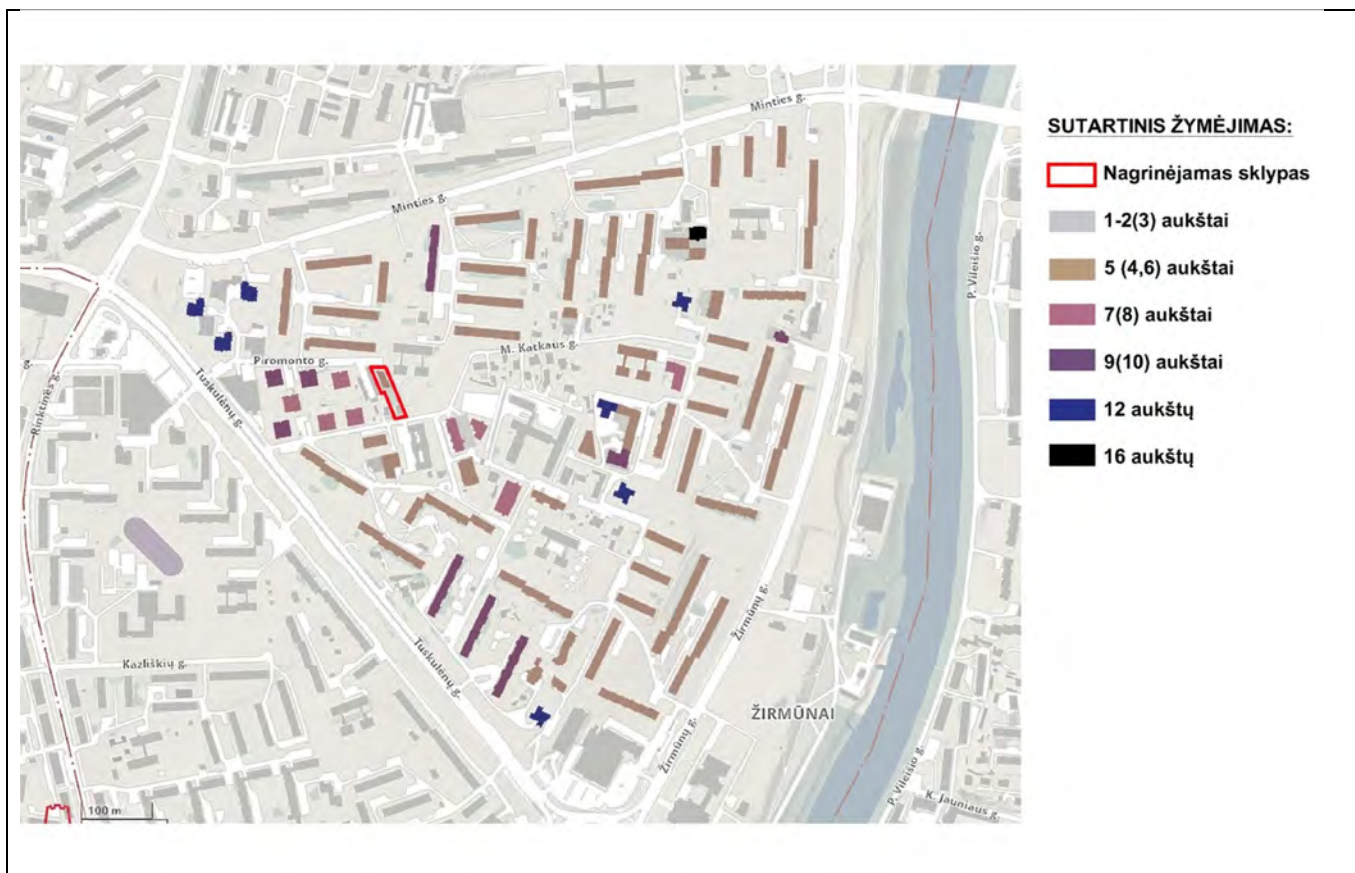 Minties g.
Minties g.
P. Vileišio g.
M. Katkaus g.
Piromonto g.
Tuskulėnų g.
Rinktinės g.
g.
Žirmūnų g.
Tuskulėnų g.
Kazliškių g.
ŽIRMŪNAI
Žirmūnų g.
P. Vileišio g.
K. Jauniaus g.
100 m
SUTARTINIS ŽYMĖJIMAS:
Nagrinėjamas sklypas
1-2(3) aukštai
5 (4,6) aukštai
7(8) aukštai
9(10) aukštai
12 aukštų
16 aukštų